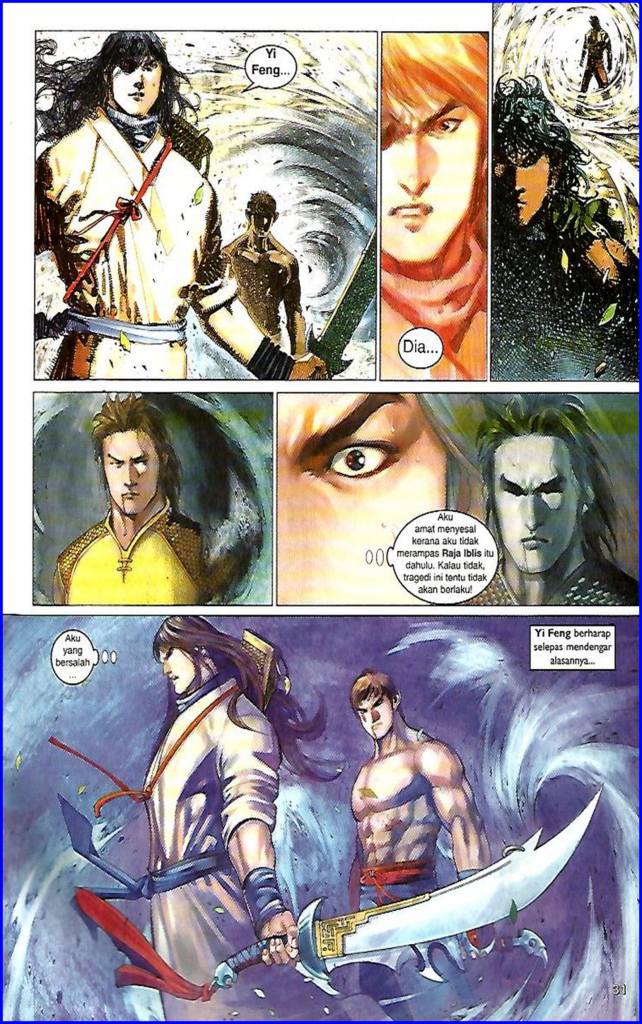 Yi
Feng...
Dia...
Aku
amat menyesal
kerana aku tidak
merampas Raja Iblis itu
dahulu. Kalau tidak,
tragedi ini tentu tidak
akan berlaku!
Aku
yang
bersalah
...
Yi Feng berharap
selepas mendengar
alasannya...
31